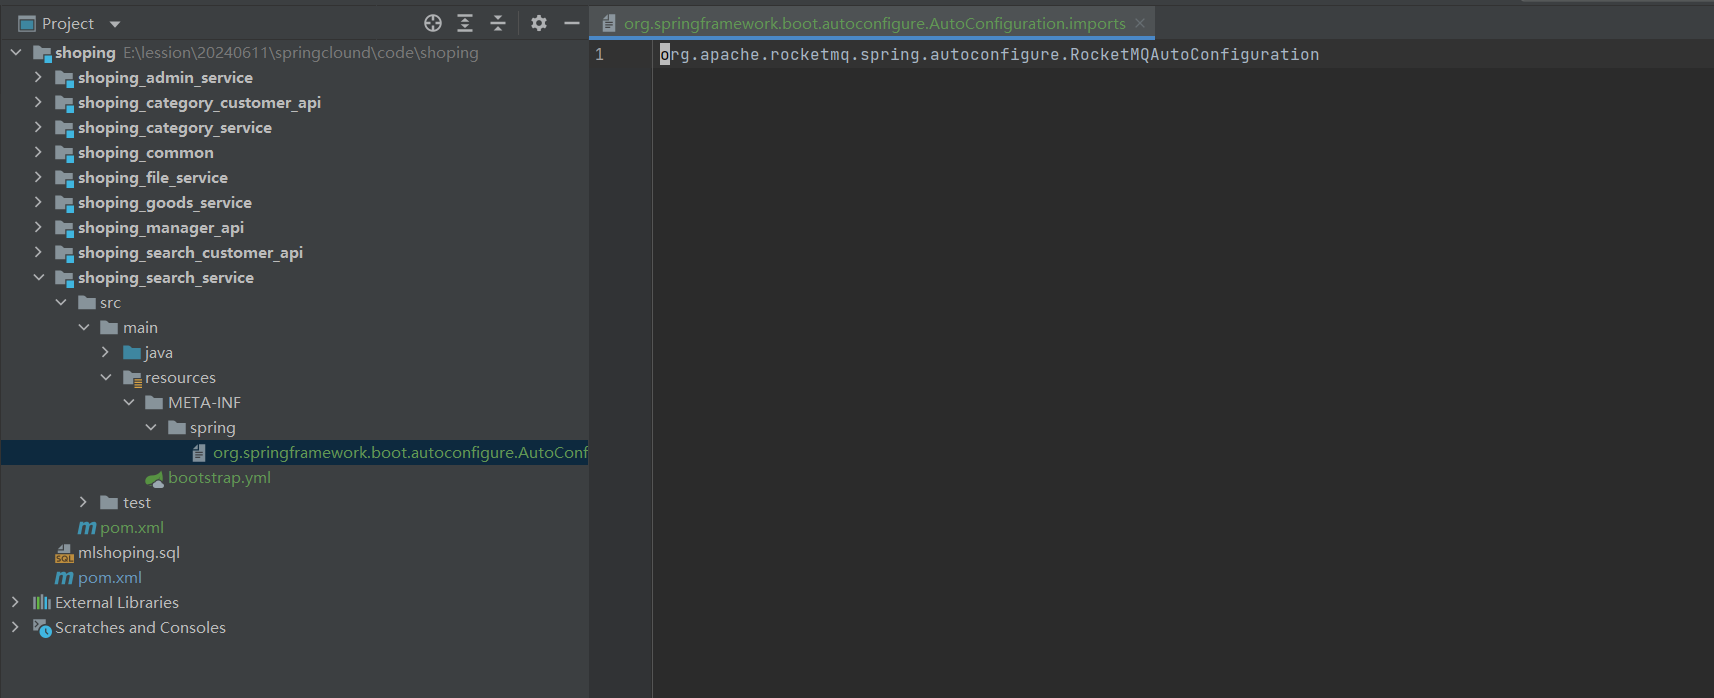 Project
org.springframework.boot.autoconfigure.AutoConfiguration.imports
shoping E:\lession\20240611\springclound\code\shoping
shoping_admin_service
shoping_category_customer_api
shoping_category_service
shoping_common
shoping_file_service
shoping_goods_service
shoping_manager_api
shoping_search_customer_api
shoping_search_service
src
main
java
resources
META-INF
spring
org.springframework.boot.autoconfigure.AutoConf
bootstrap.yml
test
pom.xml
mlshoping.sql
pom.xml
External Libraries
Scratches and Consoles
1 org.apache.rocketmq.spring.autoconfigure.RocketMQAutoConfiguration